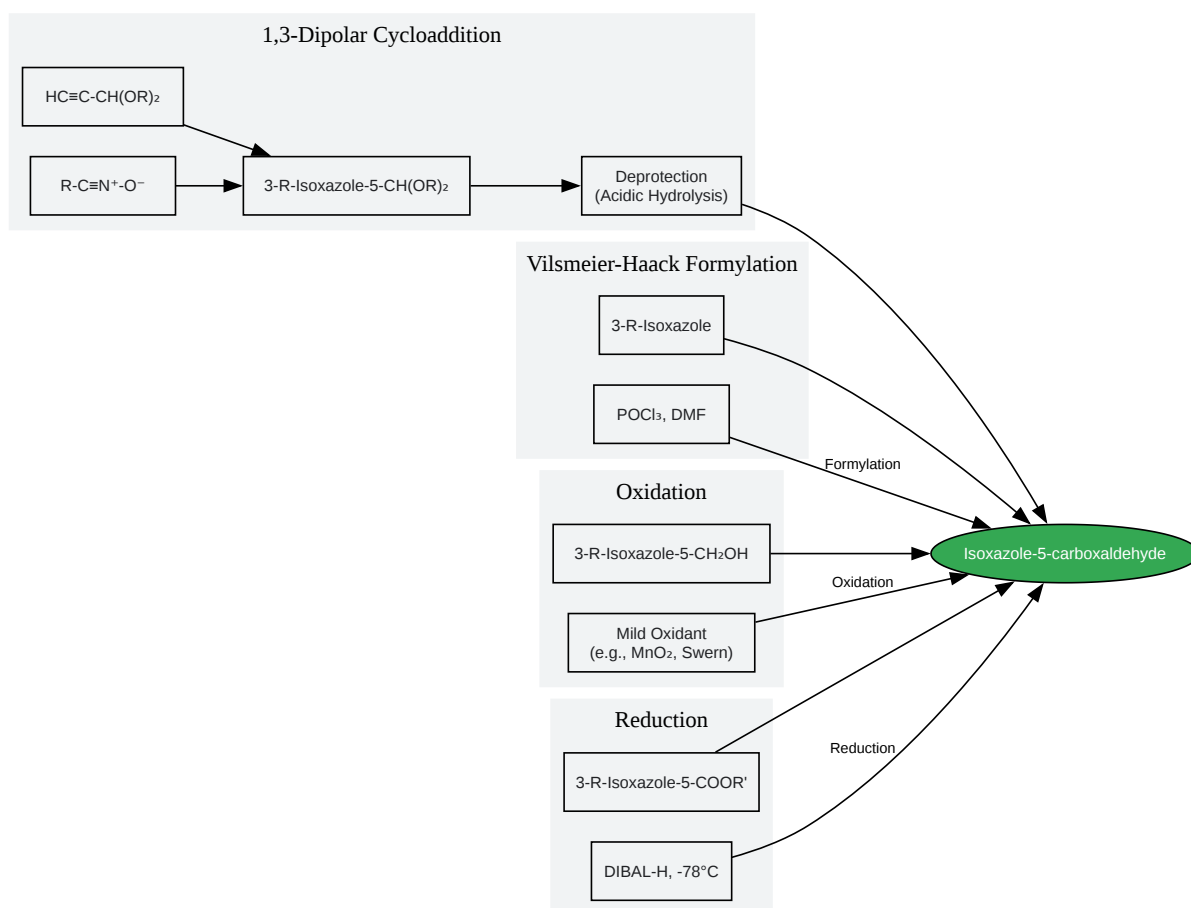 1,3-Dipolar Cycloaddition
HC≡C-CH(OR)₂
R-C≡N⁺-O⁻
3-R-Isoxazole-5-CH(OR)₂
Deprotection
(Acidic Hydrolysis)
Vilsmeier-Haack Formylation
3-R-Isoxazole
POCl₃, DMF
Formylation
Oxidation
3-R-Isoxazole-5-CH₂OH
Isoxazole-5-carboxaldehyde
Oxidation
Mild Oxidant
(e.g., MnO₂, Swern)
Reduction
3-R-Isoxazole-5-COOR'
Reduction
DIBAL-H, -78°C